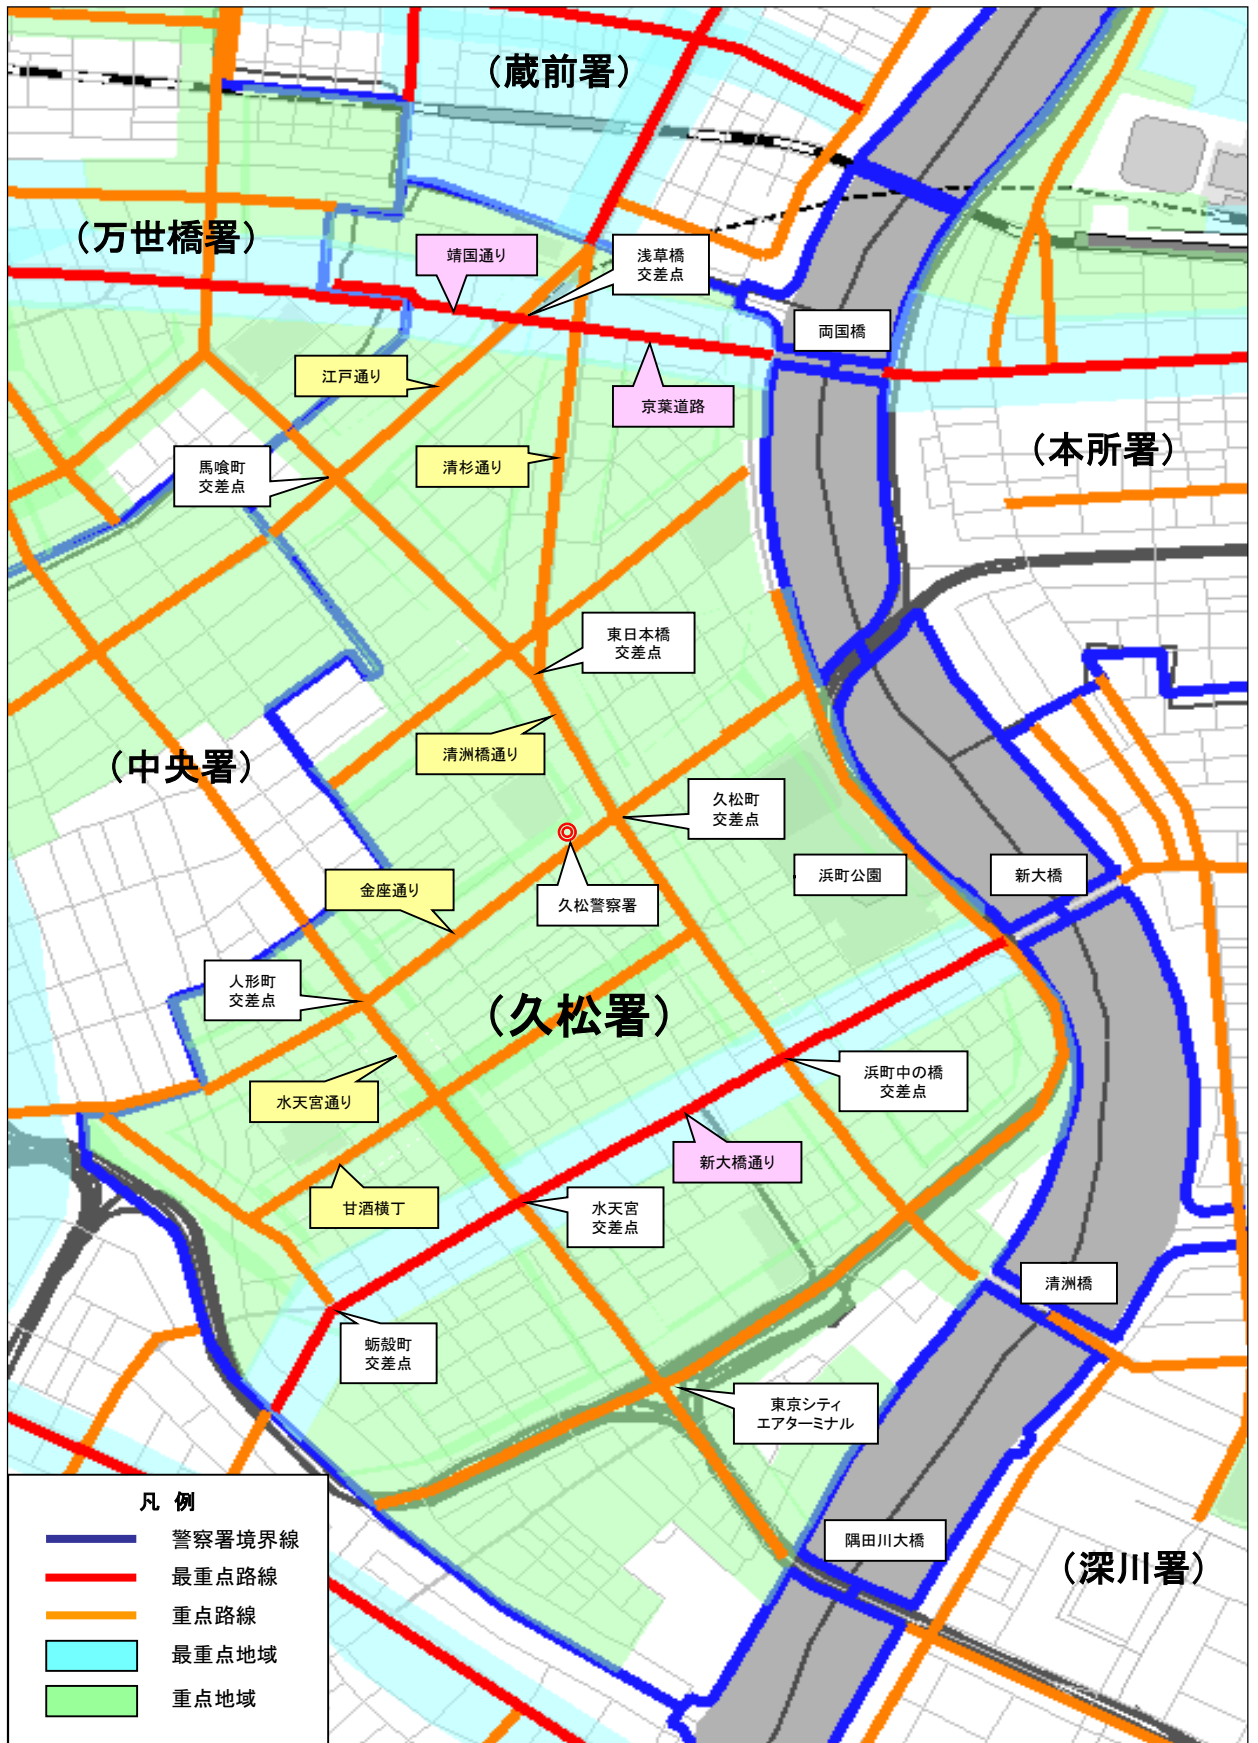 （蔵前署）
（万世橋署）
靖国通り
浅草橋
交差点
両国橋
江戸通り
京葉道路
（本所署）
馬喰町
交差点
清杉通り
東日本橋
交差点
清洲橋通り
（中央署）
久松町
交差点
浜町公園
新大橋
金座通り
久松警察署
人形町
交差点
（久松署）
浜町中の橋
交差点
水天宮通り
新大橋通り
甘酒横丁
水天宮
交差点
清洲橋
蛎殻町
交差点
東京シティ
エアターミナル
隅田川大橋
（深川署）
凡 例
警察署境界線
最重点路線
重点路線
最重点地域
重点地域